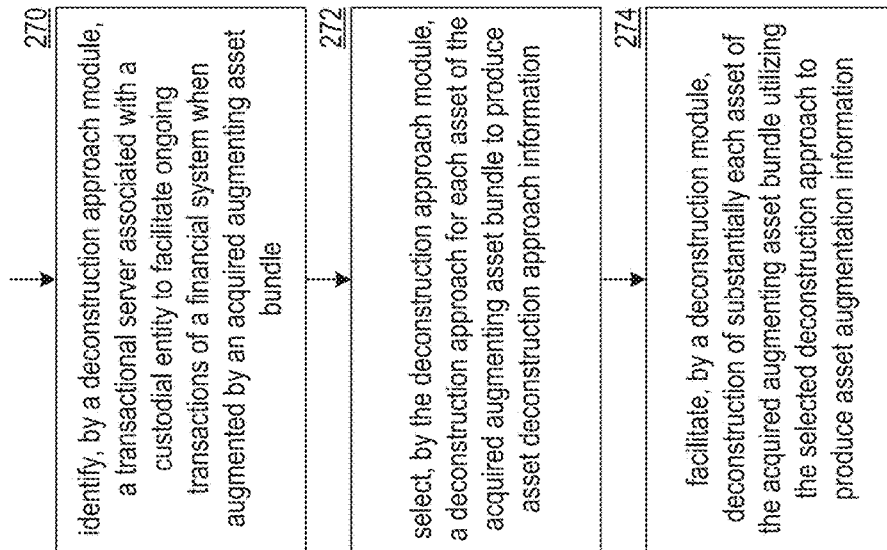 270
identify, by a deconstruction approach module,
a transactional server associated with a
custodial entity to facilitate ongoing
transactions of a financial system when
augmented by an acquired augmenting asset
bundle
272
select, by the deconstruction approach module,
a deconstruction approach for each asset of the
acquired augmenting asset bundle to produce
asset deconstruction approach information
274
facilitate, by a deconstruction module,
deconstruction of substantially each asset of
the acquired augmenting asset bundle utilizing
the selected deconstruction approach to
produce asset augmentation information